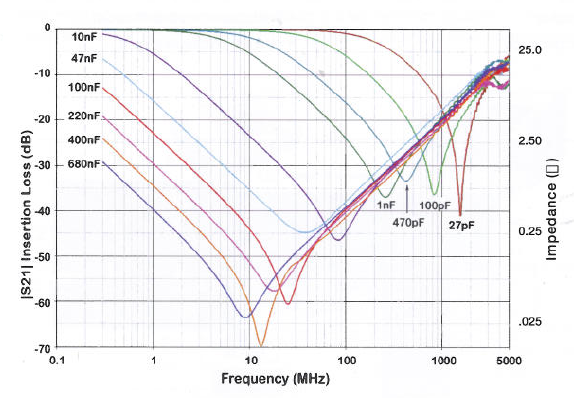 0
-10
-20
-30
-40
-50
-60
-70
|S21| Insertion Loss (dB)
10nF
47nF
100nF
220nF
400nF
680nF
1nF
470pF
100pF
27pF
25.0
2.50
0.25
.025
Impedance (▯)
0.1
1
10
100
1000
5000
Frequency (MHz)